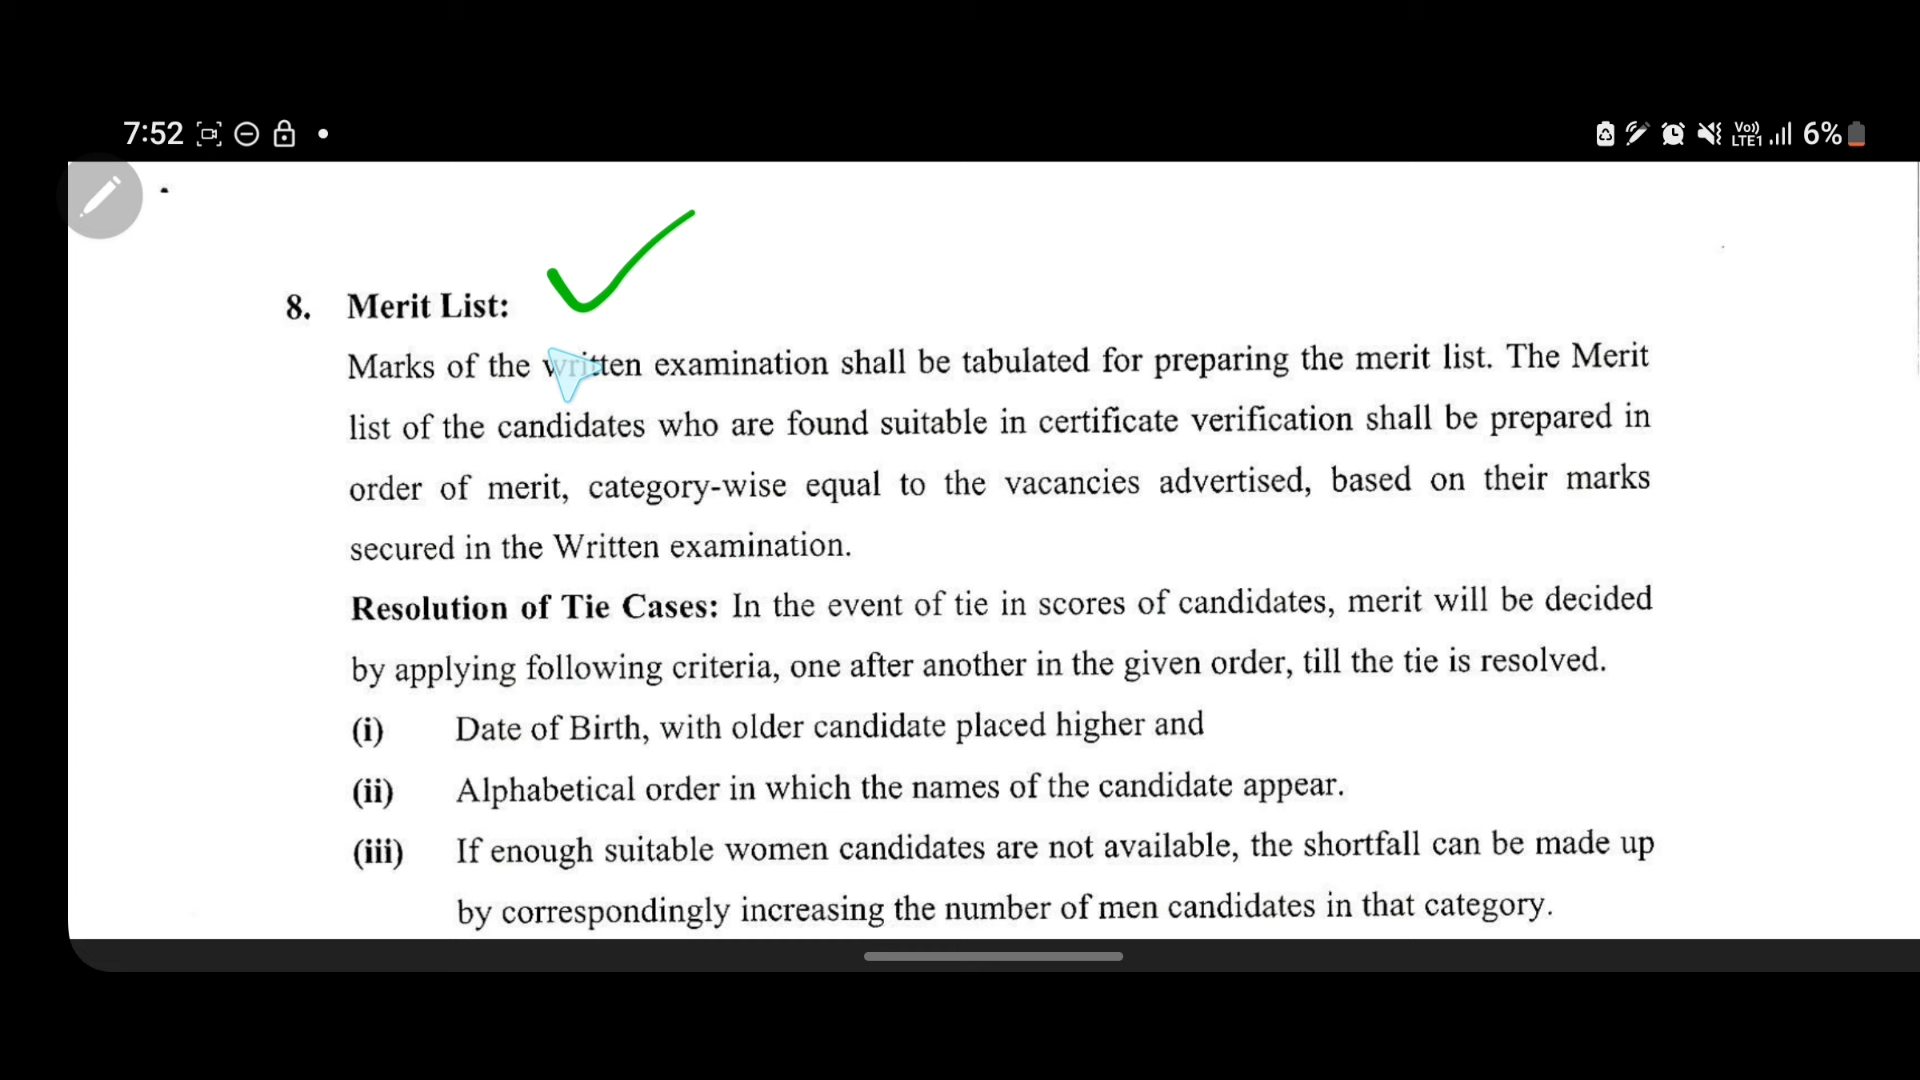 7:52
Vo)) LTE1 6%
8. Merit List:
Marks of the written examination shall be tabulated for preparing the merit list. The Merit
list of the candidates who are found suitable in certificate verification shall be prepared in
order of merit, category-wise equal to the vacancies advertised, based on their marks
secured in the Written examination.
Resolution of Tie Cases: In the event of tie in scores of candidates, merit will be decided
by applying following criteria, one after another in the given order, till the tie is resolved.
(i) Date of Birth, with older candidate placed higher and
(ii) Alphabetical order in which the names of the candidate appear.
(iii) If enough suitable women candidates are not available, the shortfall can be made up
by correspondingly increasing the number of men candidates in that category.